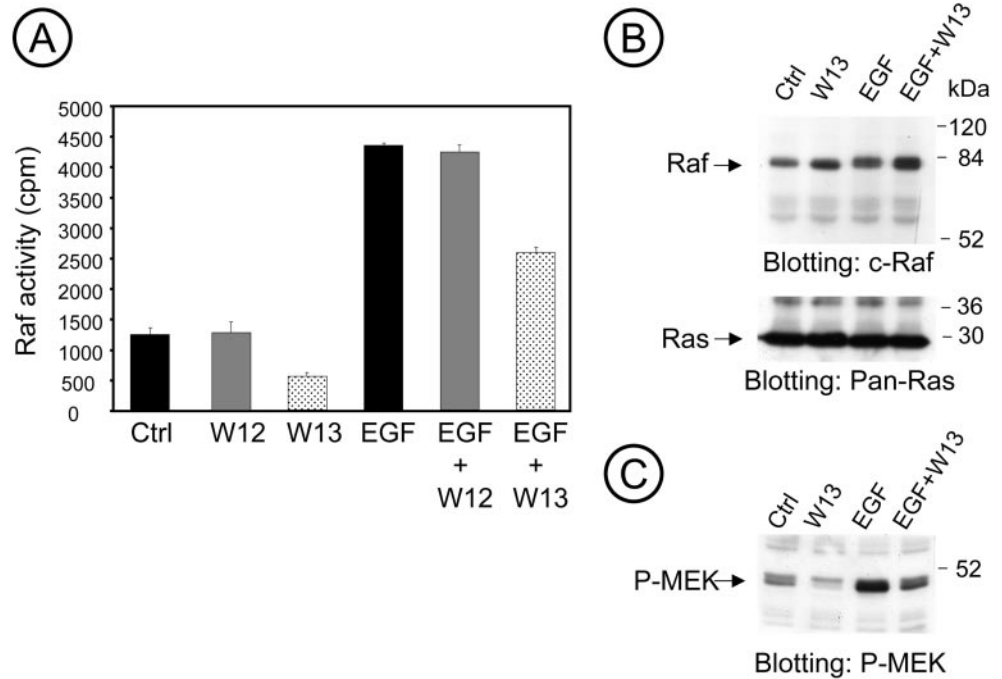 A
Raf activity (cpm)
5000
4500
4000
3500
3000
2500
2000
1500
1000
500
0
Ctrl W12 W13 EGF EGF + W12 EGF + W13
B
Ctrl W13 EGF EGF+W13
kDa
120
Raf 84
52
Blotting: c-Raf
36
Ras 30
Blotting: Pan-Ras
C
Ctrl W13 EGF EGF+W13
52
P-MEK
Blotting: P-MEK